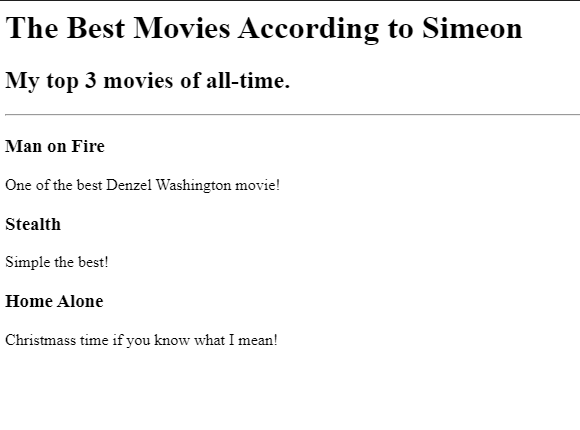 The Best Movies According to Simeon
My top 3 movies of all-time.
Man on Fire
One of the best Denzel Washington movie!
Stealth
Simple the best!
Home Alone
Christmass time if you know what I mean!